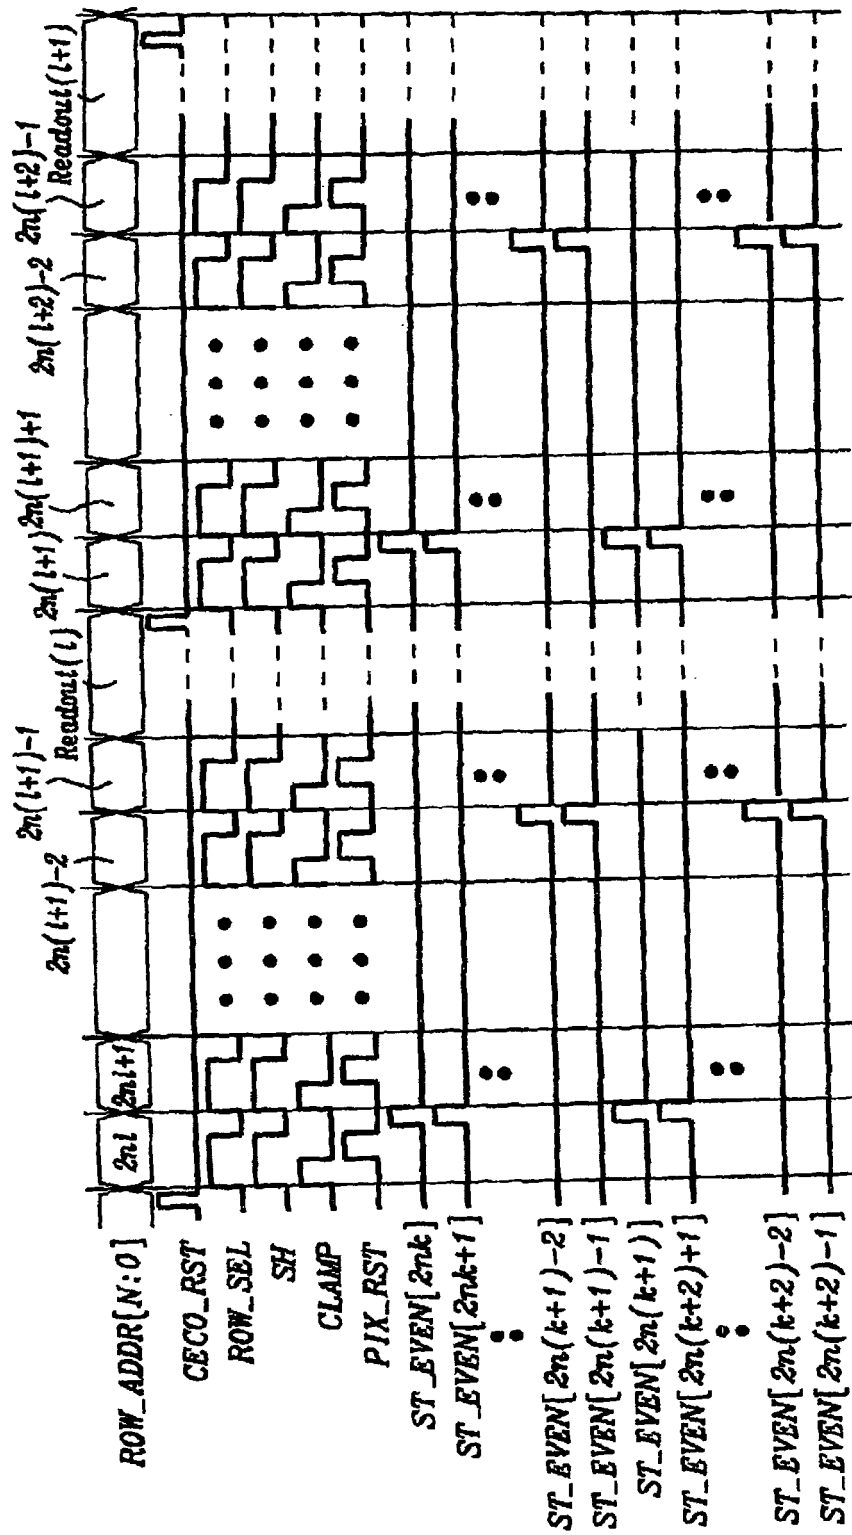 ROW_ADDR[N:0]
2nl
2nl+1
2n(l+1)-2
2n(l+1)-1
Readout(l)
2n(l+1)
2n(l+1)+1
2n(l+2)-2
2n(l+2)-1
Readout(l+1)
CECO_RST
ROW_SEL
SH
CLAMP
PIX_RST
ST_EVEN[2nk]
ST_EVEN[2nk+1]
ST_EVEN[2n(k+1)-2]
ST_EVEN[2n(k+1)-1]
ST_EVEN[2n(k+1)]
ST_EVEN[2n(k+2)+1]
ST_EVEN[2n(k+2)-2]
ST_EVEN[2n(k+2)-1]